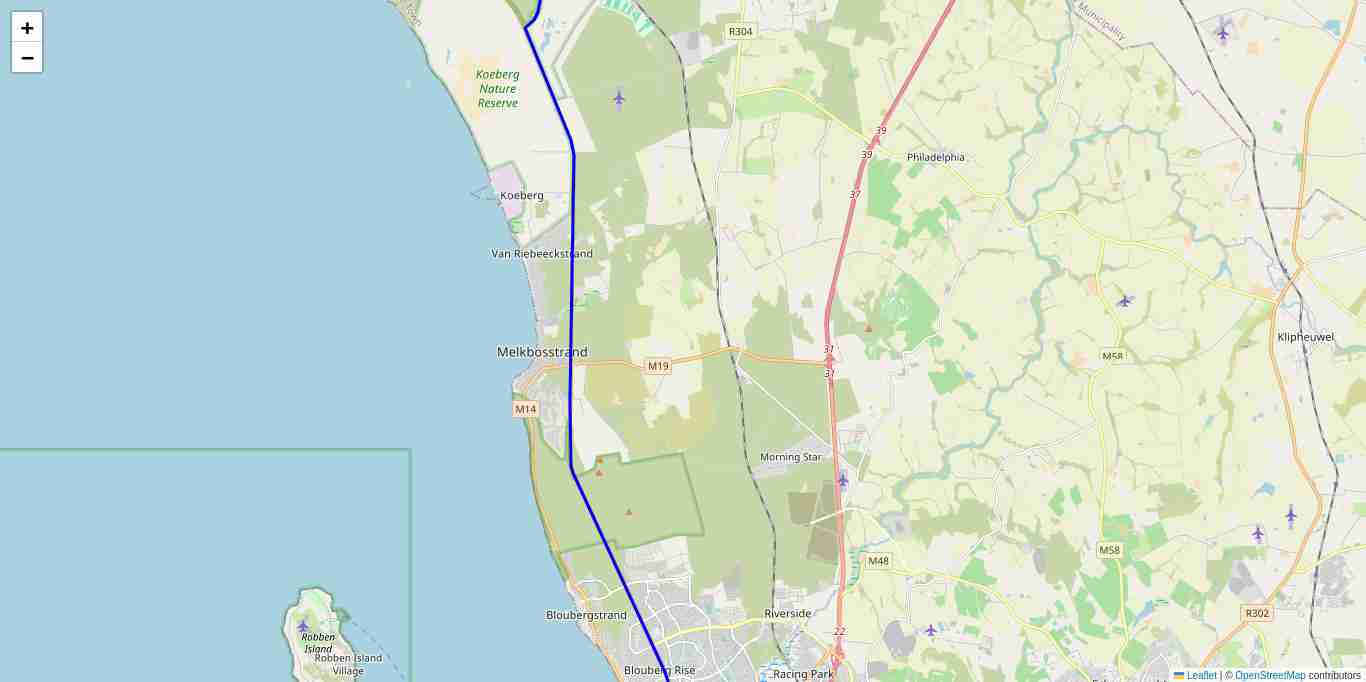 +
−
town
Municipality
R304
Koeberg
Nature
Reserve
39
39
Philadelphia
37
Koeberg
Van Riebeeckstrand
Klipheuwel
Melkbosstrand
31
M58
M19
31
M14
Morning Star
M58
M48
Bloubergstrand
Riverside
R302
22
Robben
Island
Robben Island
Village
Blouberg Rise
Racing Park
Leaflet | © OpenStreetMap contributors